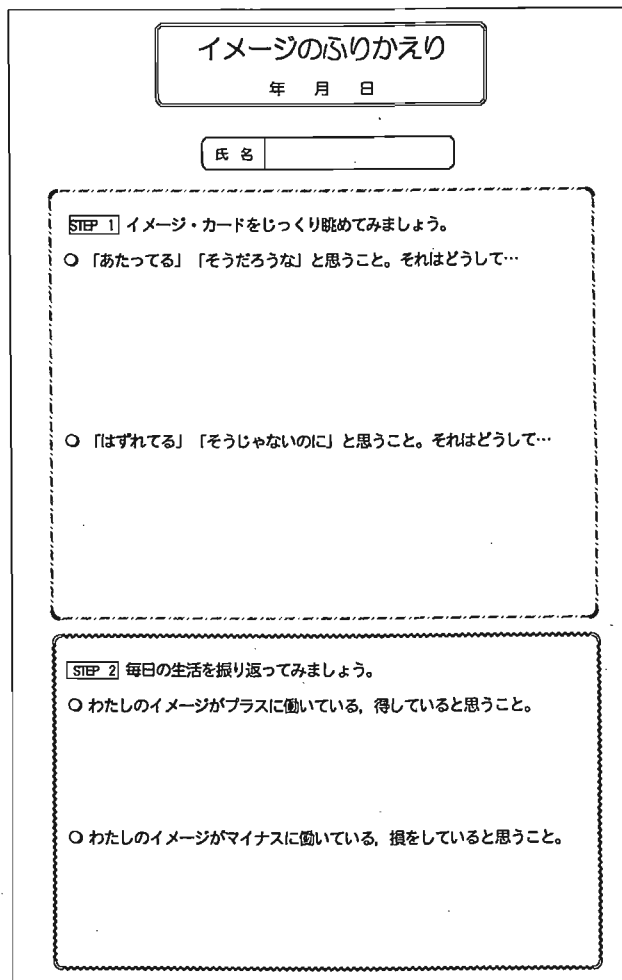 イメージのふりかえり
年 月 日
氏 名
STEP 1 イメージ・カードをじっくり眺めてみましょう。
○ 「あたってる」「そうだろうな」と思うこと。それはどうして…
○ 「はずれてる」「そうじゃないのに」と思うこと。それはどうして…
STEP 2 毎日の生活を振り返ってみましょう。
○ わたしのイメージがプラスに働いている,得していると思うこと。
○ わたしのイメージがマイナスに働いている,損をしていると思うこと。